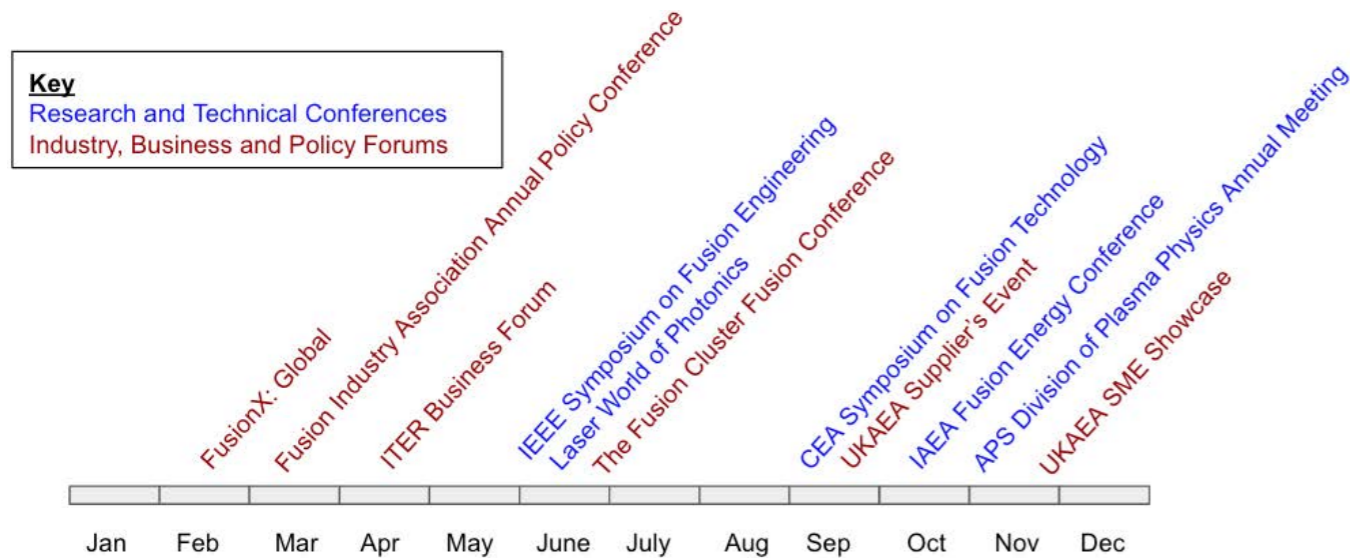 Key
Research and Technical Conferences
Industry, Business and Policy Forums
FusionX: Global
Fusion Industry Association Annual Policy Conference
ITER Business Forum
IEEE Symposium on Fusion Engineering
Laser World of Photonics
The Fusion Cluster Fusion Conference
CEA Symposium on Fusion Technology
UKAEA Supplier's Event
IAEA Fusion Energy Conference
APS Division of Plasma Physics Annual Meeting
UKAEA SME Showcase
Jan Feb Mar Apr May June July Aug Sep Oct Nov Dec